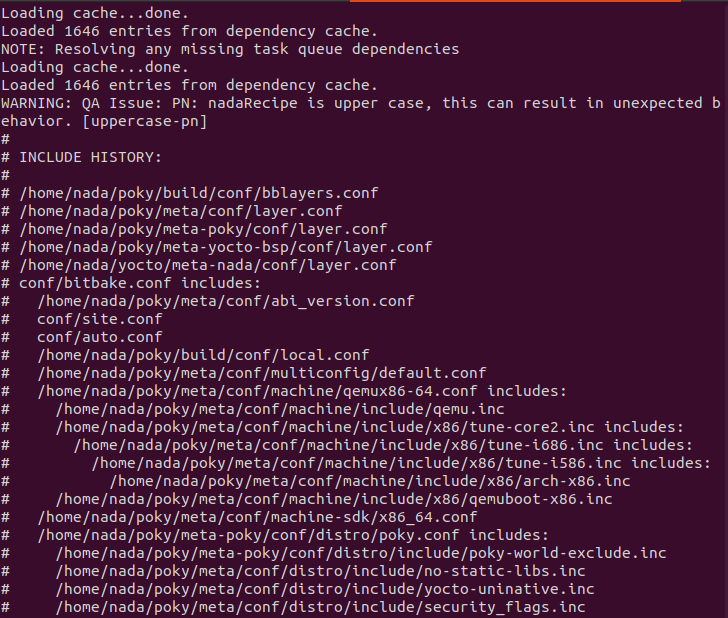 Loading cache...done.
Loaded 1646 entries from dependency cache.
NOTE: Resolving any missing task queue dependencies
Loading cache...done.
Loaded 1646 entries from dependency cache.
WARNING: QA Issue: PN: nadaRecipe is upper case, this can result in unexpected b
ehavior. [uppercase-pn]
#
# INCLUDE HISTORY:
#
# /home/nada/poky/build/conf/bblayers.conf
# /home/nada/poky/meta/conf/layer.conf
# /home/nada/poky/meta-poky/conf/layer.conf
# /home/nada/poky/meta-yocto-bsp/conf/layer.conf
# /home/nada/yocto/meta-nada/conf/layer.conf
# conf/bitbake.conf includes:
#   /home/nada/poky/meta/conf/abi_version.conf
#   conf/site.conf
#   conf/auto.conf
#   /home/nada/poky/build/conf/local.conf
#   /home/nada/poky/meta/conf/multiconfig/default.conf
#   /home/nada/poky/meta/conf/machine/qemux86-64.conf includes:
#     /home/nada/poky/meta/conf/machine/include/qemu.inc
#     /home/nada/poky/meta/conf/machine/include/x86/tune-core2.inc includes:
#       /home/nada/poky/meta/conf/machine/include/x86/tune-i686.inc includes:
#         /home/nada/poky/meta/conf/machine/include/x86/tune-i586.inc includes:
#           /home/nada/poky/meta/conf/machine/include/x86/arch-x86.inc
#     /home/nada/poky/meta/conf/machine/include/x86/qemuboot-x86.inc
#   /home/nada/poky/meta/conf/machine-sdk/x86_64.conf
#   /home/nada/poky/meta-poky/conf/distro/poky.conf includes:
#     /home/nada/poky/meta-poky/conf/distro/include/poky-world-exclude.inc
#     /home/nada/poky/meta/conf/distro/include/no-static-libs.inc
#     /home/nada/poky/meta/conf/distro/include/yocto-uninative.inc
#     /home/nada/poky/meta/conf/distro/include/security_flags.inc